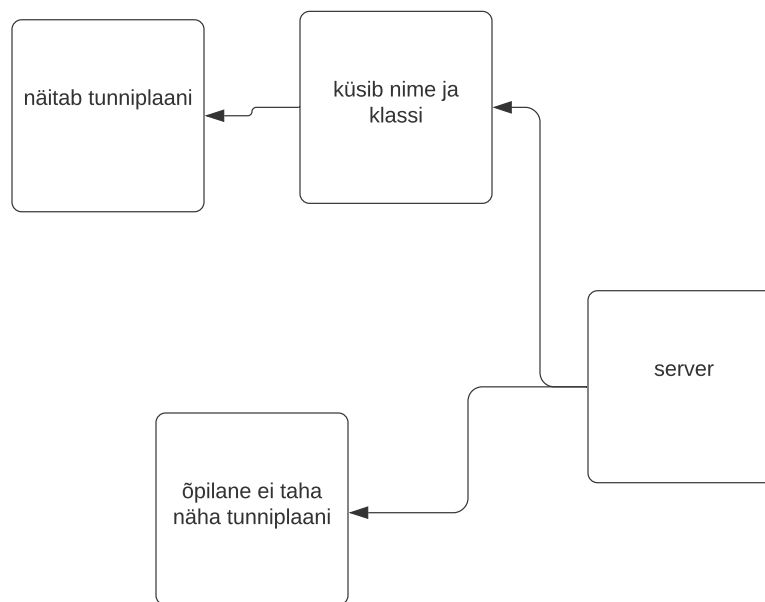 näitab tunniplaani
küsib nime ja
klassi
server
õpilane ei taha
näha tunniplaani